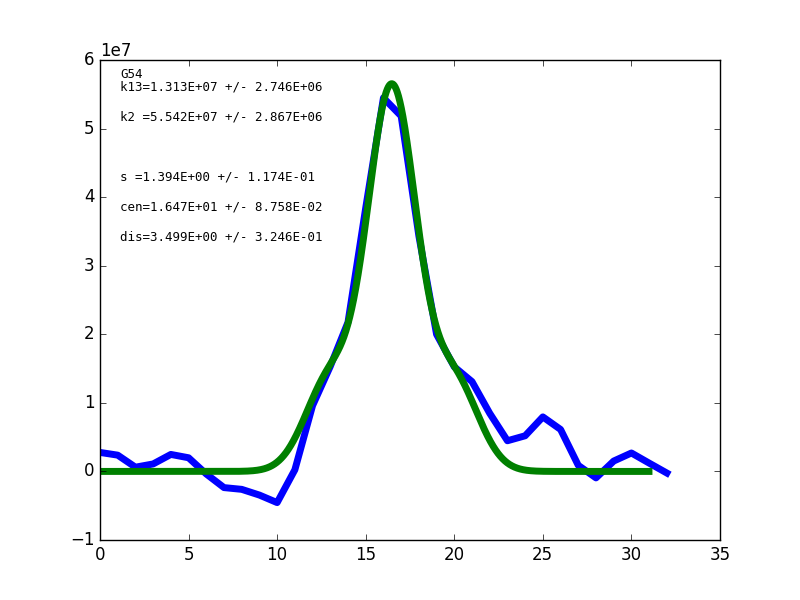 1e7
G54
k13=1.313E+07 +/- 2.746E+06
k2 =5.542E+07 +/- 2.867E+06
s =1.394E+00 +/- 1.174E-01
cen=1.647E+01 +/- 8.758E-02
dis=3.499E+00 +/- 3.246E-01
6
5
4
3
2
1
0
−1
0 5 10 15 20 25 30 35